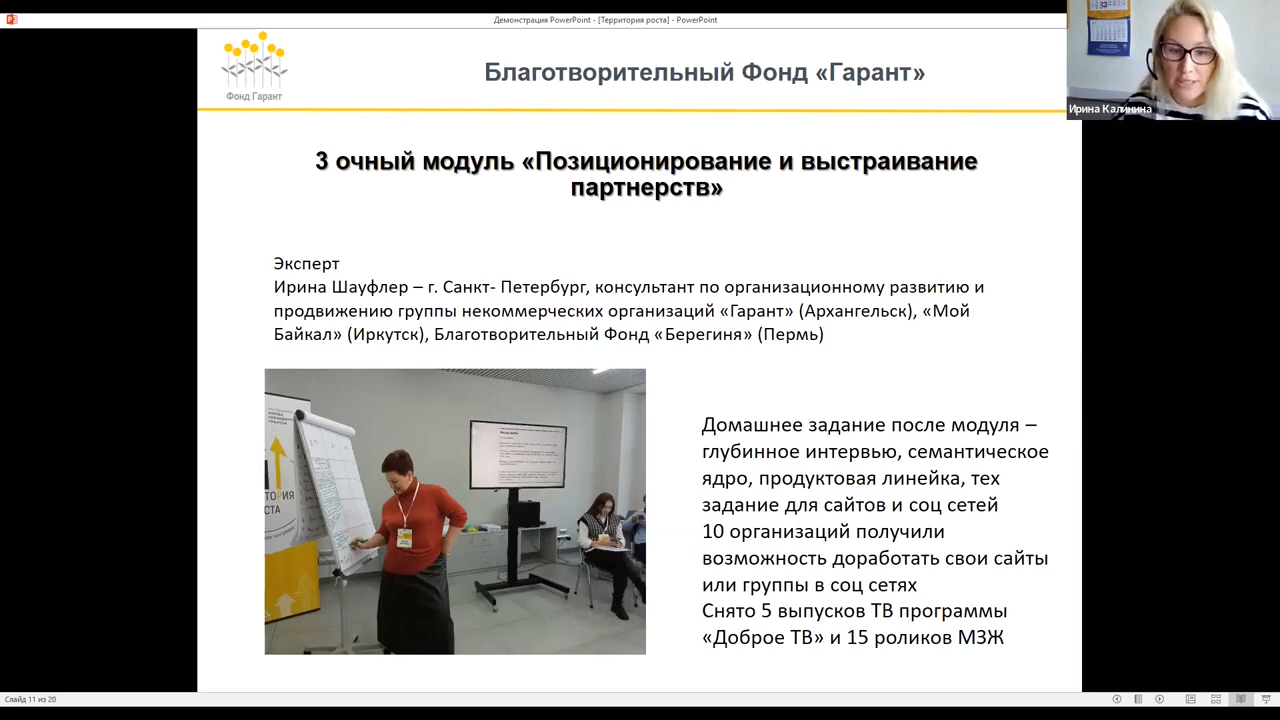 Демонстрация PowerPoint - [Территория роста] - PowerPoint
Фонд Гарант
Благотворительный Фонд «Гарант»
Ирина Калинина
3 очный модуль «Позиционирование и выстраивание
партнерств»
Эксперт
Ирина Шауфлер – г. Санкт- Петербург, консультант по организационному развитию и
продвижению группы некоммерческих организаций «Гарант» (Архангельск), «Мой
Байкал» (Иркутск), Благотворительный Фонд «Берегиня» (Пермь)
Домашнее задание после модуля –
глубинное интервью, семантическое
ядро, продуктовая линейка, тех
задание для сайтов и соц сетей
10 организаций получили
возможность доработать свои сайты
или группы в соц сетях
Снято 5 выпусков ТВ программы
«Доброе ТВ» и 15 роликов МЗЖ
Слайд 11 из 20